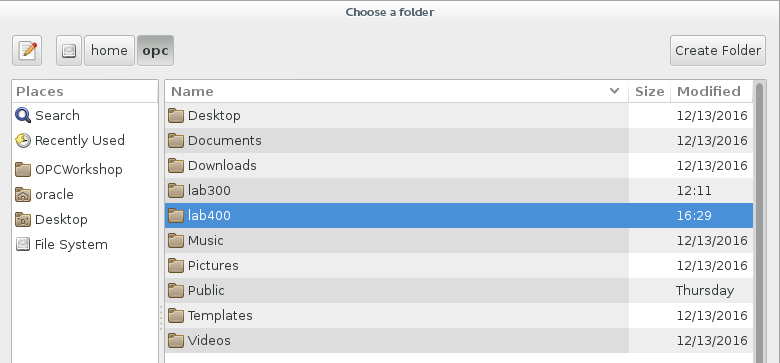 Choose a folder
home opc Create Folder
Places
Search
Recently Used
OPCWorkshop
oracle
Desktop
File System
Name Size Modified
Desktop 12/13/2016
Documents 12/13/2016
Downloads 12/13/2016
lab300 12:11
lab400 16:29
Music 12/13/2016
Pictures 12/13/2016
Public Thursday
Templates 12/13/2016
Videos 12/13/2016